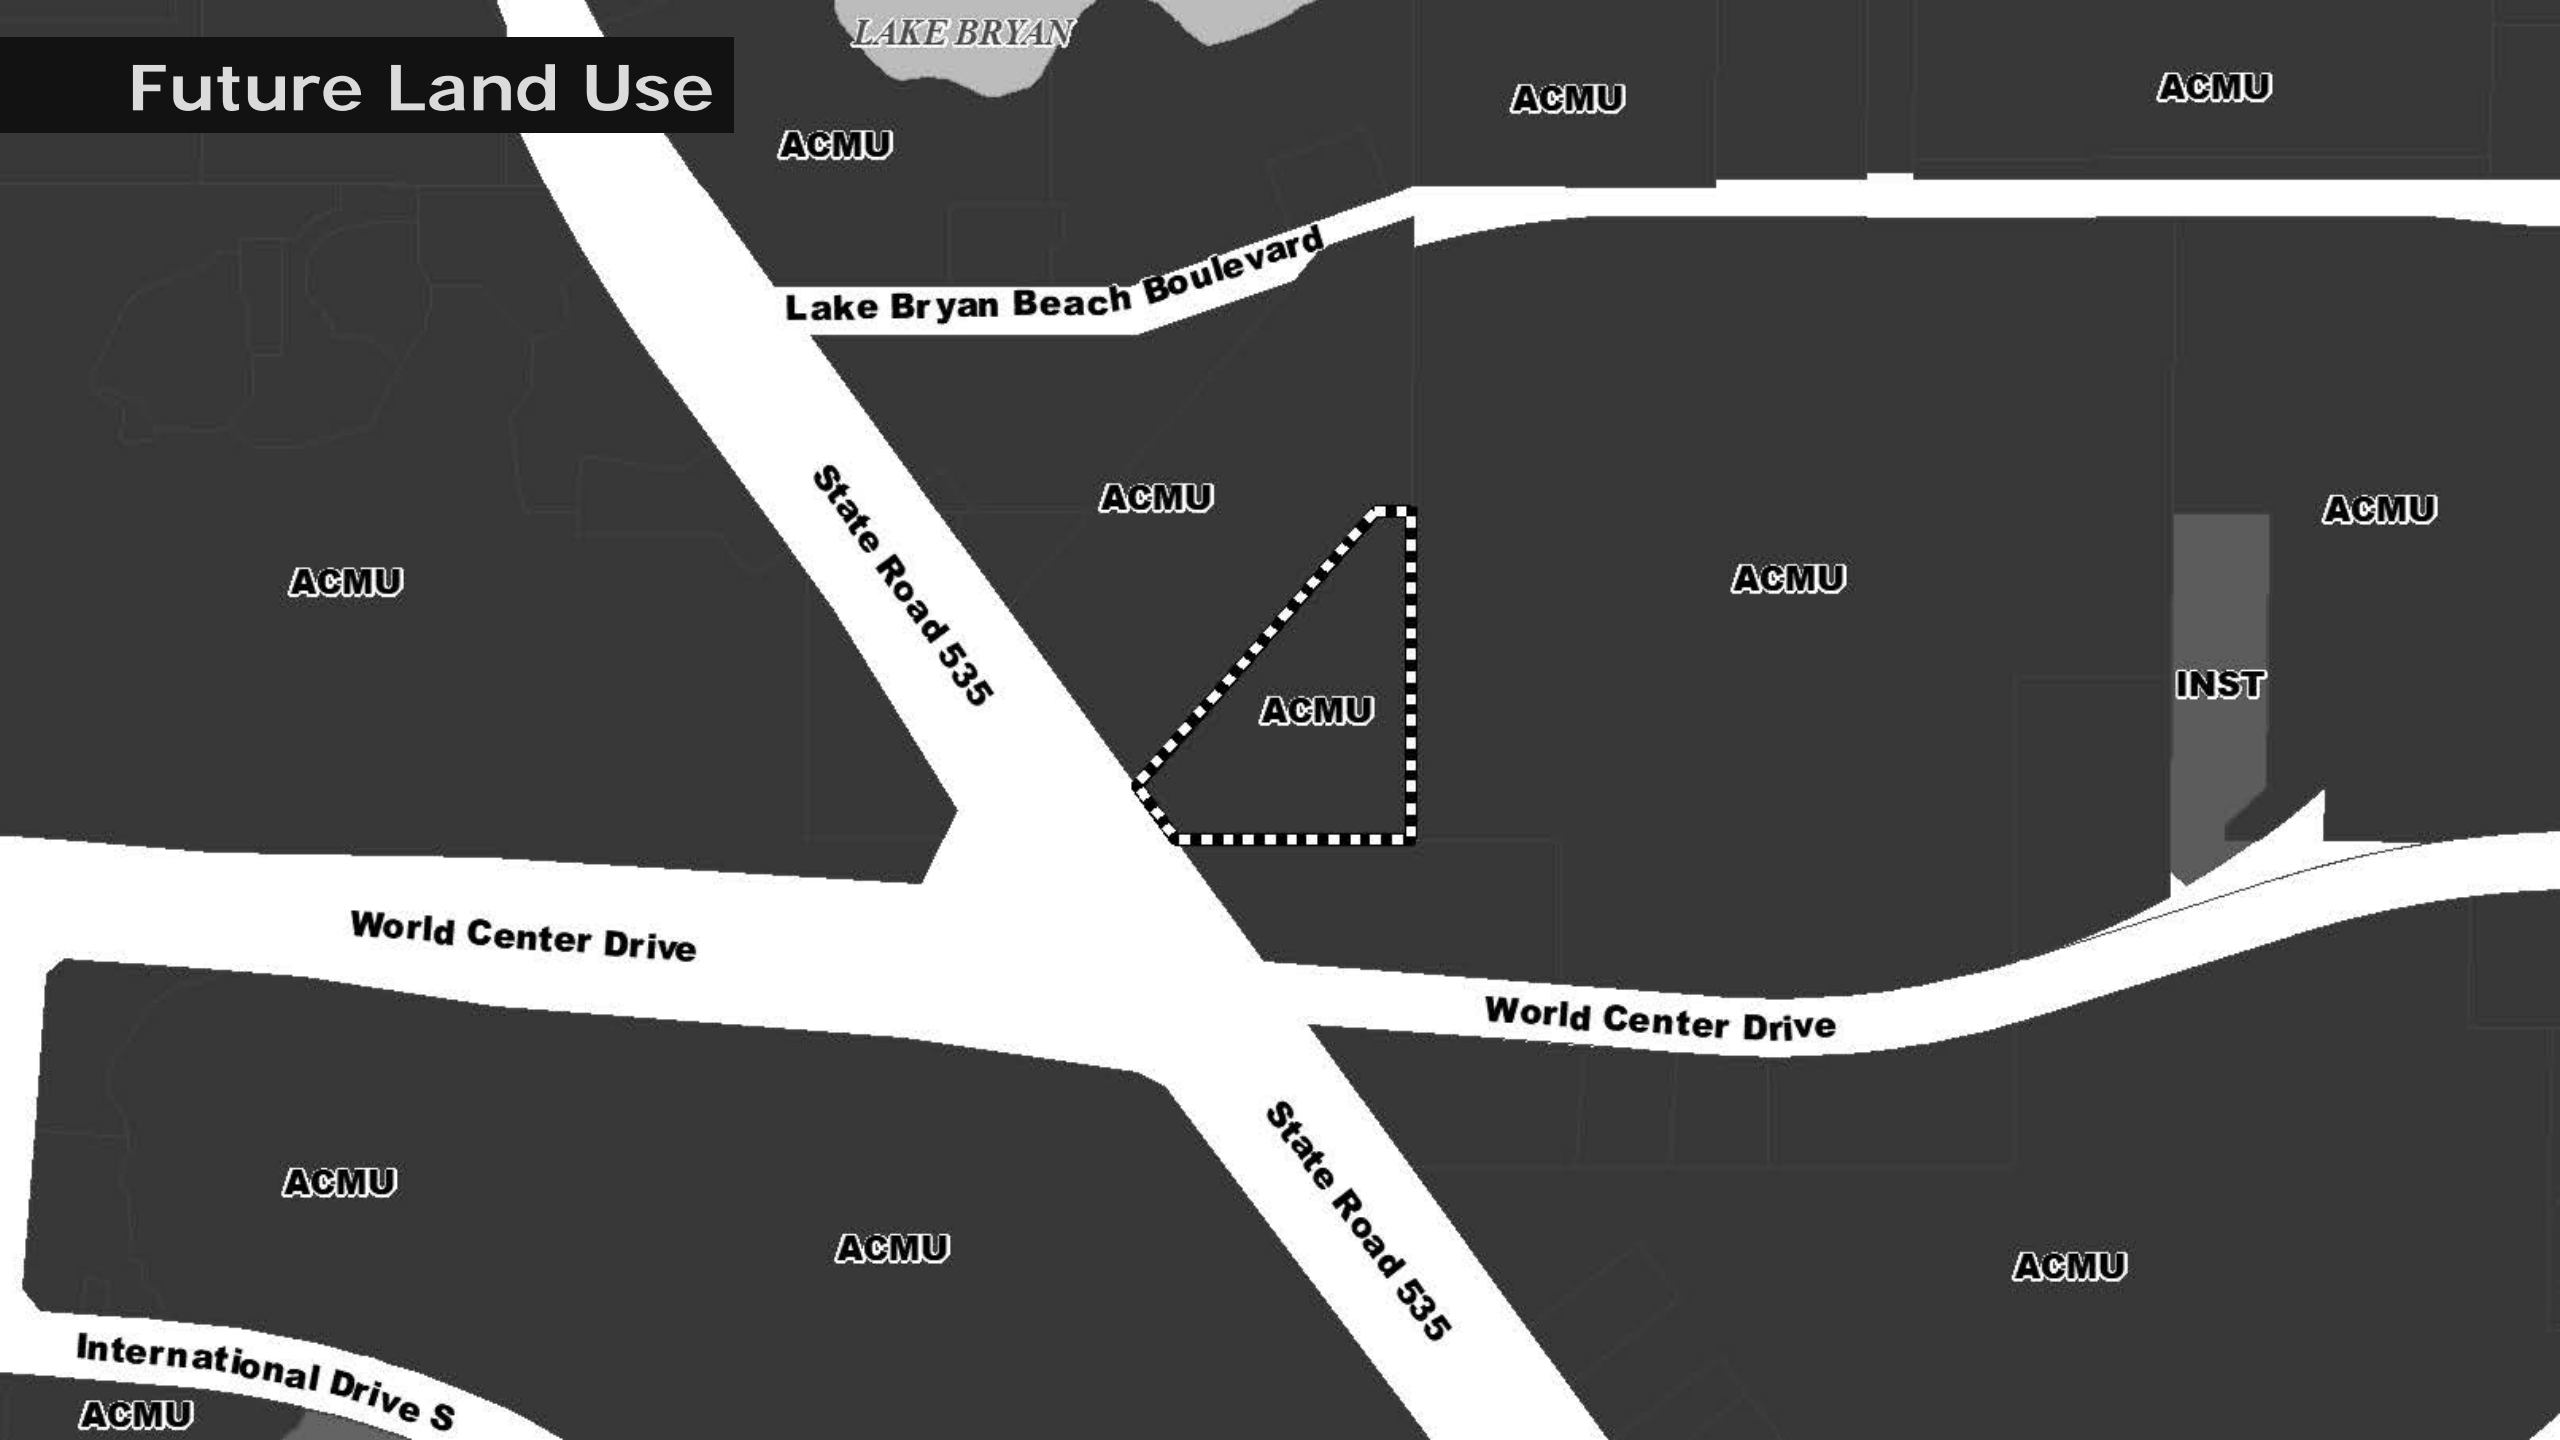 LAKE BRYAN
Future Land Use
ACMU
ACMU
ACMU
Lake Bryan Beach Boulevard
State Road 535
ACMU
ACMU
ACMU
ACMU
INST
ACMU
World Center Drive
World Center Drive
State Road 535
ACMU
ACMU
ACMU
International Drive S
ACMU